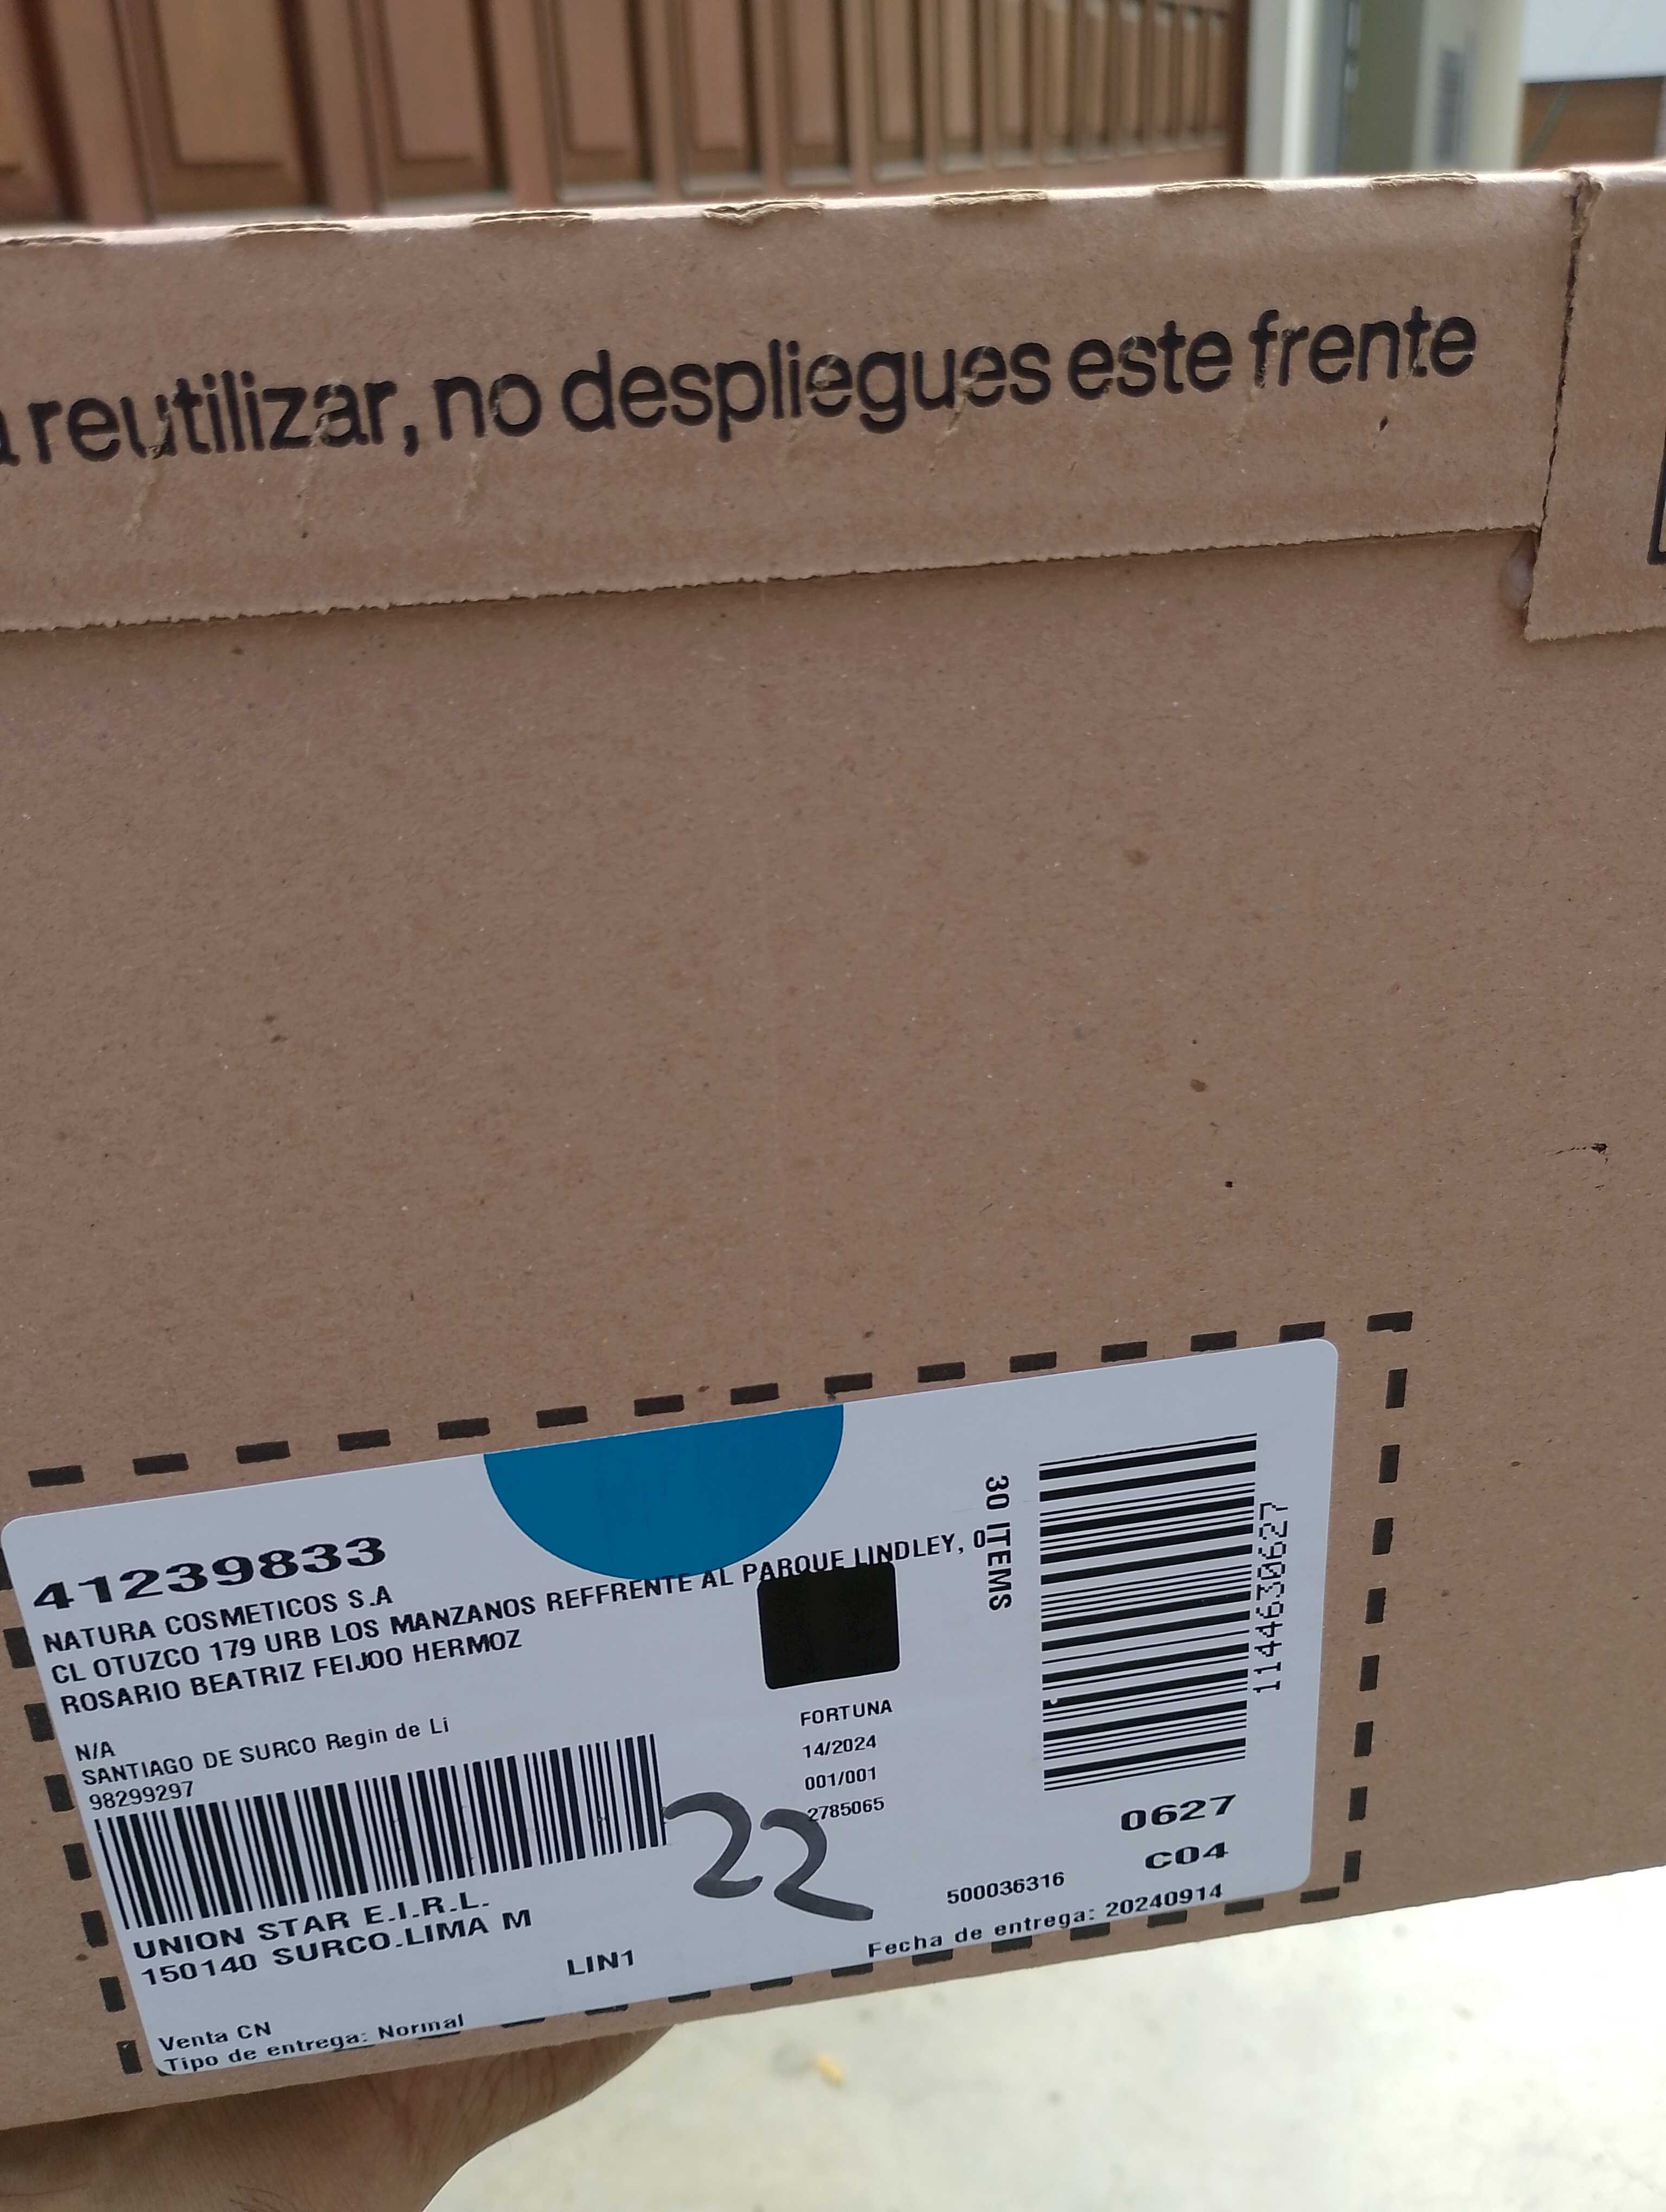 reutilizar, no despliegues este frente
41239833
NATURA COSMETICOS S.A
CL OTUZCO 179 URB LOS MANZANOS REFFRENTE AL PARQUE LINDLEY, 0
ROSARIO BEATRIZ FEIJOO HERMOZ
N/A
SANTIAGO DE SURCO Regin de Li
98299297
UNION STAR E.I.R.L.
150140 SURCO.LIMA M
LIN1
Venta CN
Tipo de entrega: Normal
FORTUNA
14/2024
001/001
2785065
22
30 ITEMS
1144630627
0627
C04
500036316
Fecha de entrega: 20240914